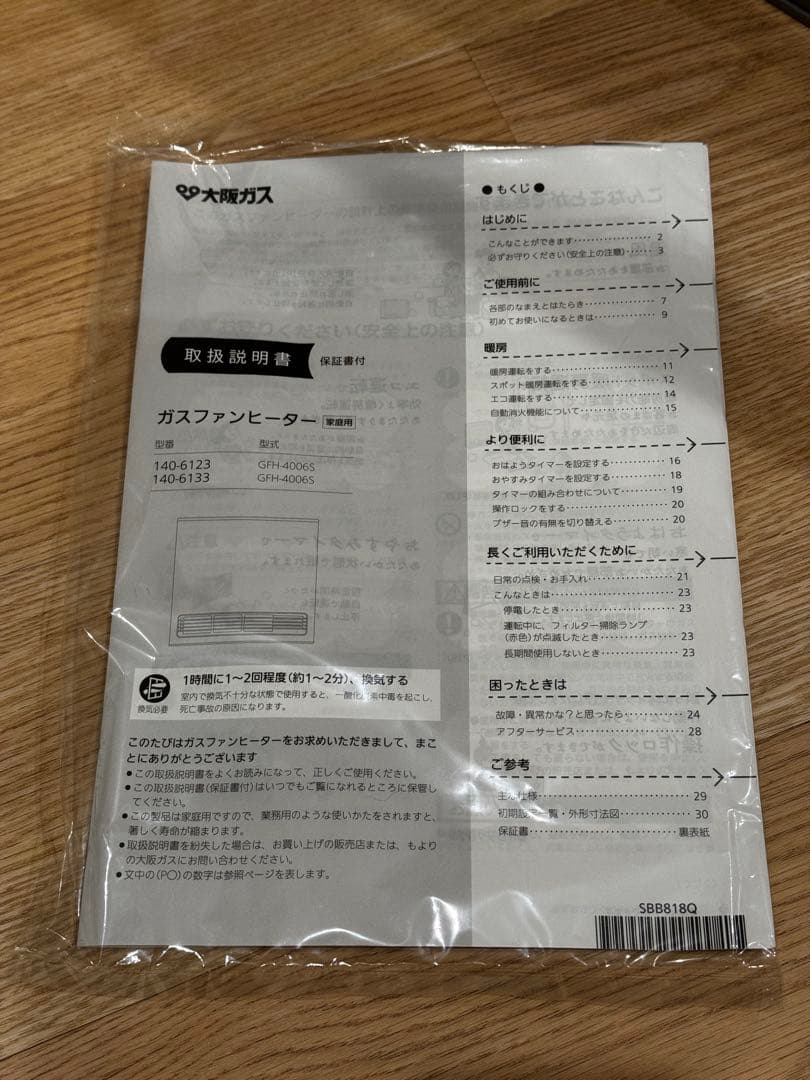 大阪ガス
取扱説明書 保証書付
ガスファンヒーター 家庭用
型番 型式
140-6123 GFH-4006S
140-6133 GFH-4006S
換気必要
1時間に1～2回程度(約1～2分)、換気する
室内で換気不十分な状態で使用すると、一酸化炭素中毒を起こし、
死亡事故の原因になります。
このたびはガスファンヒーターをお求めいただきまして、まこ
とにありがとうございます
●この取扱説明書をよくお読みになって、正しくご使用ください。
●この取扱説明書(保証書付)はいつでもご覧になれるところに保管し
てください。
●この製品は家庭用ですので、業務用のような使いかたをされますと、
著しく寿命が縮まります。
●取扱説明書を紛失した場合は、お買い上げの販売店または、もより
の大阪ガスにお問い合わせください。
●文中の(P○)の数字は参照ページを表します。
●もくじ●
はじめに
こんなことができます………… 2
必ずお守りください(安全上の注意)…… 3
ご使用前に
各部のなまえとはたらき………… 7
初めてお使いになるときは………… 9
暖房
暖房運転をする………… 11
スポット暖房運転をする………… 12
エコ運転をする………… 14
自動消火機能について………… 15
より便利に
おはようタイマーを設定する………… 16
おやすみタイマーを設定する………… 18
タイマーの組み合わせについて………… 19
操作ロックをする………… 20
ブザー音の有無を切り替える………… 20
長くご利用いただくために
日常の点検・お手入れ………… 21
こんなときは………… 23
停電したとき………… 23
運転中に、フィルター掃除ランプ
(赤色)が点滅したとき………… 23
長期間使用しないとき………… 23
困ったときは
故障・異常かな？と思ったら………… 24
アフターサービス………… 28
ご参考
主な仕様………… 29
初期設定一覧・外形寸法図………… 30
保証書………… 裏表紙
SBB818Q